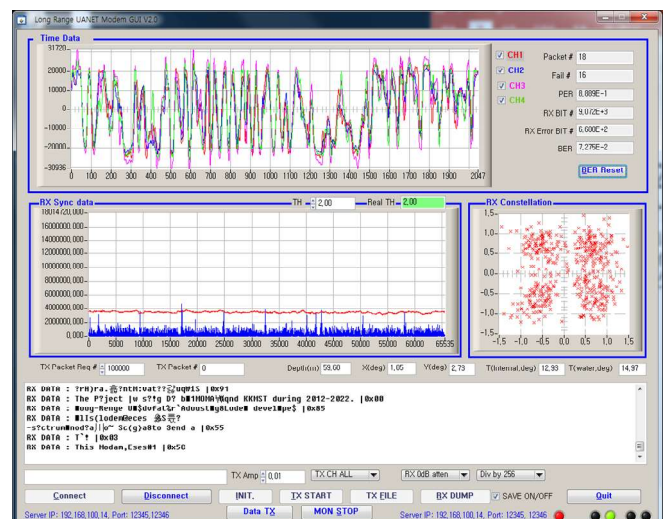 Long Range UANET Modem GUI V2.0
Time Data
31720
20000
10000
0
-10000
-20000
-30936
0 100 200 300 400 500 600 700 800 900 1000 1100 1200 1300 1400 1500 1600 1700 1800 1900 2047
CH1
CH2
CH3
CH4
Packet # 18
Fail # 16
PER 8,889E-1
RX BIT # 9,072E+3
RX Error BIT # 6,600E+2
BER 7,275E-2
BER Reset
RX Sync data
TH 2,00 Real TH 2,00
18014720,000
16000000,000
14000000,000
12000000,000
10000000,000
8000000,000
6000000,000
4000000,000
2000000,000
0,000
0 5000 10000 15000 20000 25000 30000 35000 40000 45000 50000 55000 60000 65535
RX Constellation
1,5
1,0
0,5
0,0
-0,5
-1,0
-1,5
-1,5 -1,0 -0,5 0,0 0,5 1,0 1,5
TX Packet Req # 100000 TX Packet # 0 Depth(m) 59,60 X(deg) 1,05 Y(deg) 2,73 T(Internal,deg) 12,93 T(water,deg) 14,97
RX DATA : |0x91
RX DATA : The P?ject |w s?!g D? during 2012-2022. |0x00
RX DATA : |0x85
RX DATA :
3end a |0x55
RX DATA : T`! |0x03
RX DATA : This Modam,Eses#1 |0x5C
TX Amp 0,01 TX CH ALL RX 0dB atten Div by 256
Connect Disconnect INIT. TX START TX FILE RX DUMP SAVE ON/OFF Quit
Server IP: 192,168,100,14, Port: 12345,12346 Data TX MON STOP Server IP: 192,168,100,14, Port: 12345, 12346